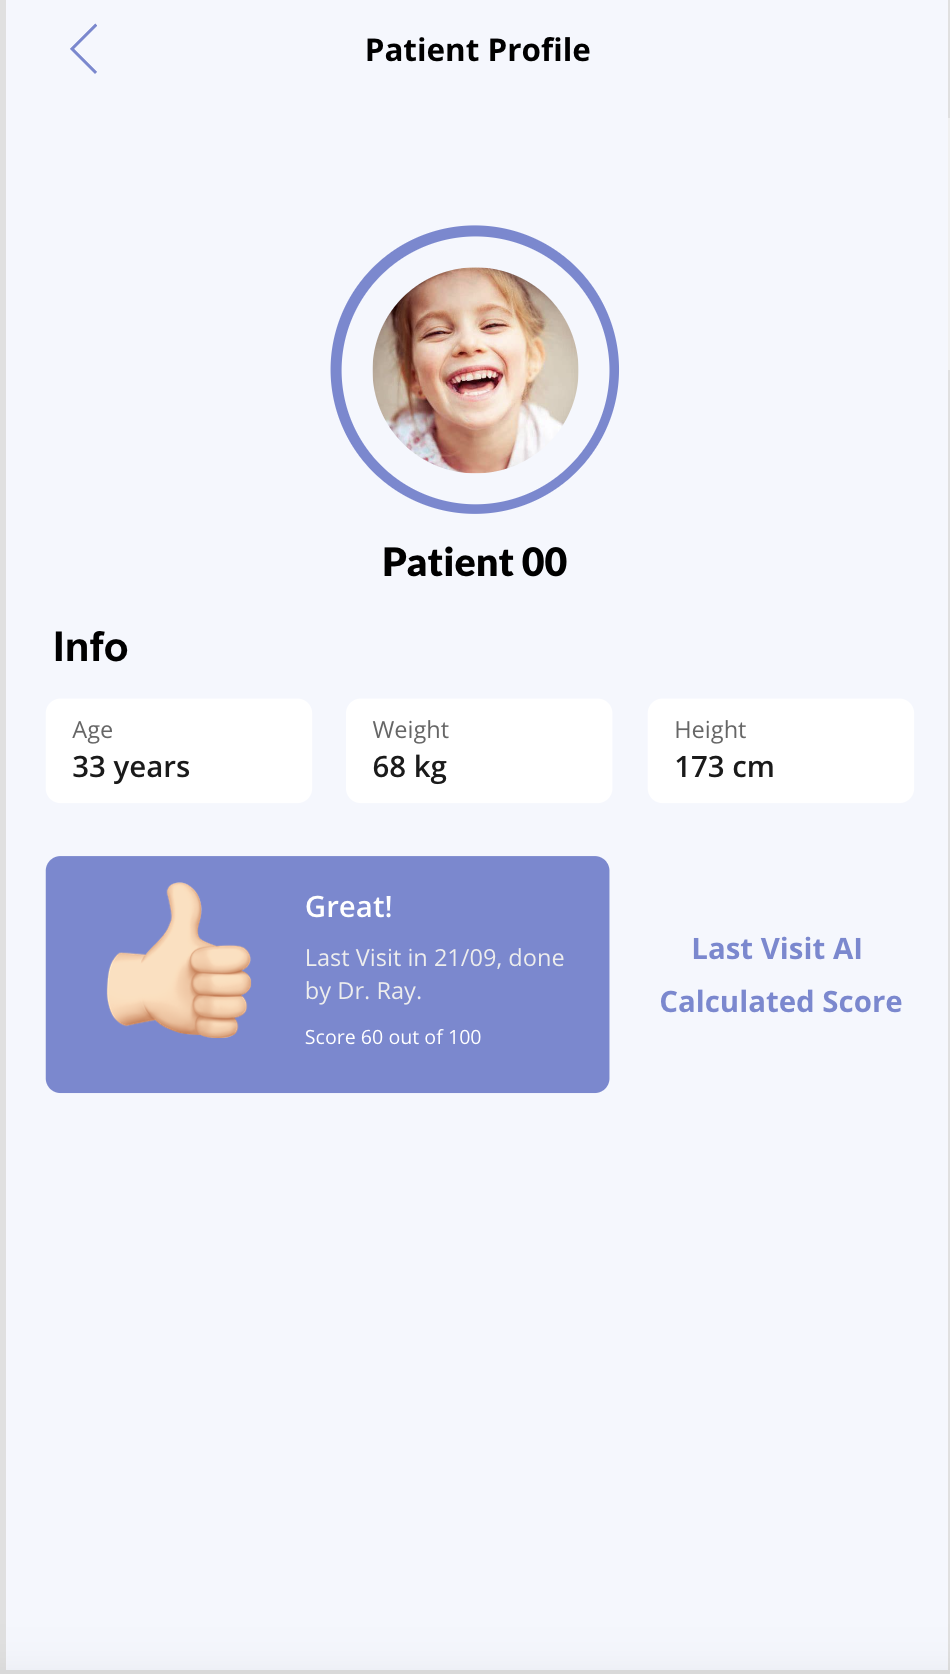 Patient Profile
Patient 00
Info
Age
33 years
Weight
68 kg
Height
173 cm
Great!
Last Visit in 21/09, done
by Dr. Ray.
Score 60 out of 100
Last Visit AI
Calculated Score